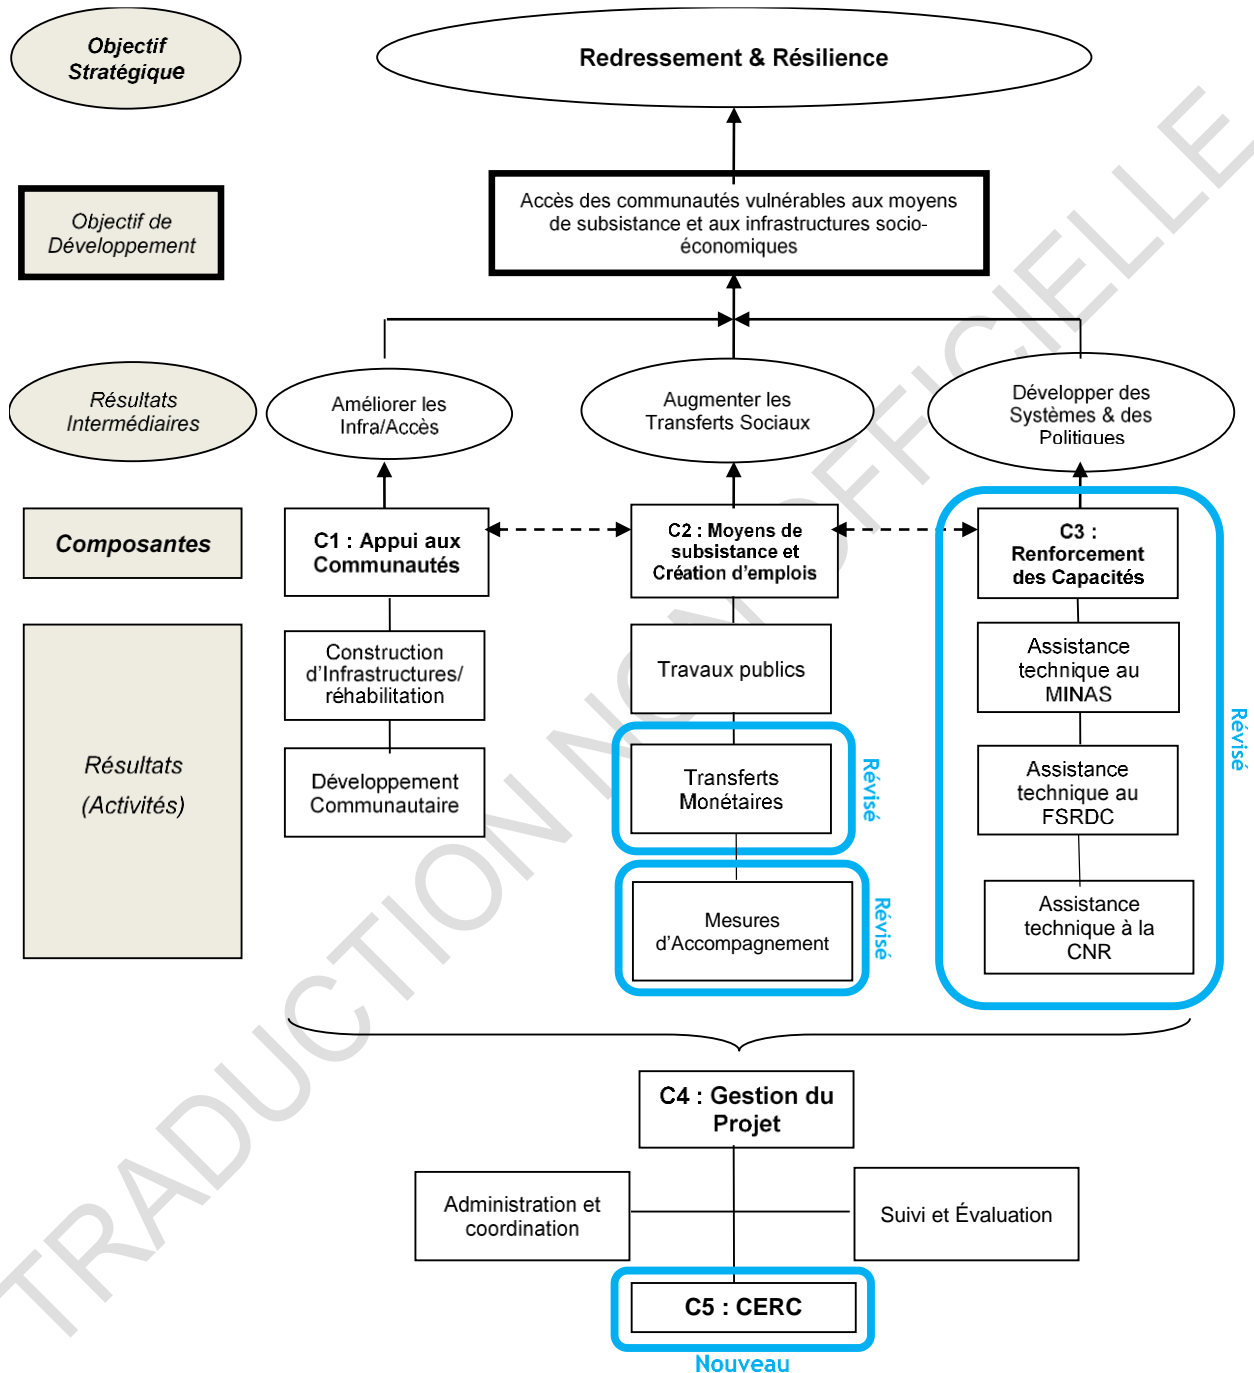 Objectif
Stratégique
Redressement & Résilience
Objectif de
Développement
Accès des communautés vulnérables aux moyens
de subsistance et aux infrastructures socio-
économiques
Résultats
Intermédiaires
Améliorer les
Infra/Accès
Augmenter les
Transferts Sociaux
Développer des
Systèmes & des
Politiques
Composantes
C1 : Appui aux
Communautés
C2 : Moyens de
subsistance et
Création d'emplois
C3 :
Renforcement
des Capacités
Résultats
(Activités)
Construction
d'Infrastructures/
réhabilitation
Développement
Communautaire
Travaux publics
Transferts
Monétaires
Révisé
Mesures
d'Accompagnement
Révisé
Assistance
technique au
MINAS
Assistance
technique au
FSRDC
Assistance
technique à la
CNR
Révisé
C4 : Gestion du
Projet
Administration et
coordination
Suivi et Évaluation
C5 : CERC
Nouveau
TRADUCTION NON OFFICIELLE